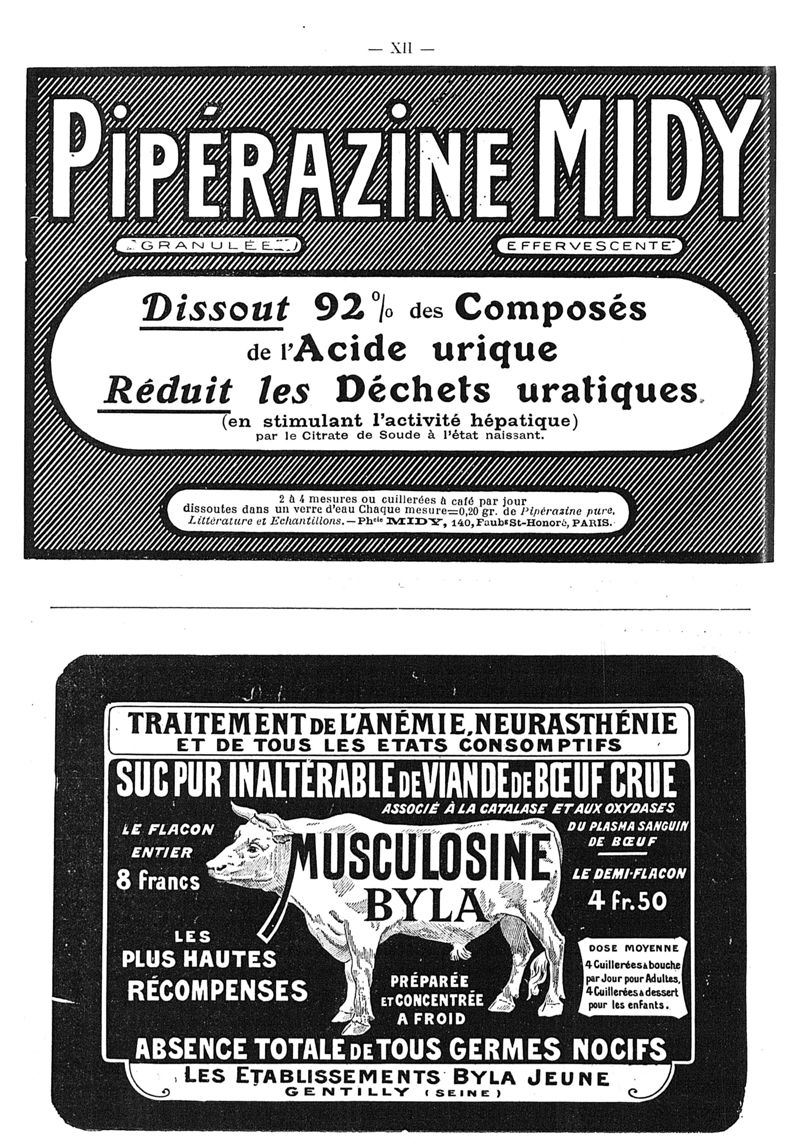 — XII —
PIPÉRAZINE MIDY
GRANULÉE
EFFERVESCENTE
Dissout 92 % des Composés
de l'Acide urique
Réduit les Déchets uratiques.
(en stimulant l'activité hépatique)
par le Citrate de Soude à l'état naissant.
2 à 4 mesures ou cuillerées à café par jour
dissoutes dans un verre d'eau Chaque mesure=0,20 gr. de Pipérazine pure.
Littérature et Echantillons.—Phcie MIDY, 140, Faubg St-Honoré, PARIS.
TRAITEMENT DE L'ANÉMIE, NEURASTHÉNIE
ET DE TOUS LES ETATS CONSOMPTIFS
SUC PUR INALTÉRABLE DE VIANDE DE BŒUF CRUE
ASSOCIÉ À LA CATALASE ET AUX OXYDASES
DU PLASMA SANGUIN
DE BŒUF
LE FLACON
ENTIER
8 francs
MUSCULOSINE
BYLA
LE DEMI-FLACON
4 Fr. 50
LES
PLUS HAUTES
RÉCOMPENSES
PRÉPARÉE
ET CONCENTRÉE
A FROID
DOSE MOYENNE
4 Cuillerées à bouche
par Jour pour Adultes,
4 Cuillerées à dessert
pour les enfants.
ABSENCE TOTALE DE TOUS GERMES NOCIFS
LES ETABLISSEMENTS BYLA JEUNE
GENTILLY (SEINE)